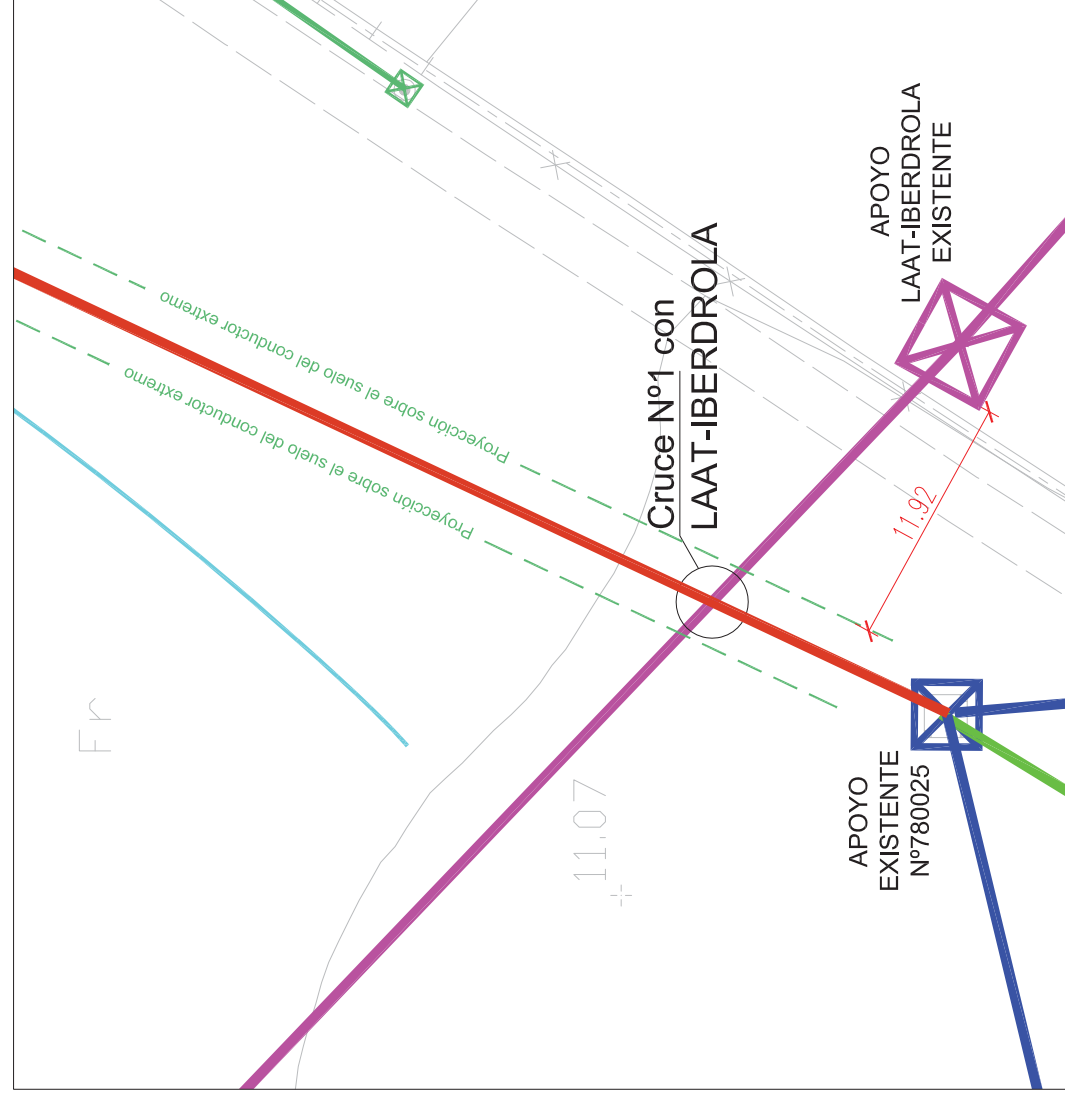 Fr
Proyección sobre el suelo del conductor extremo
Proyección sobre el suelo del conductor extremo
Cruce Nº1 con
LAAT-IBERDROLA
APOYO
LAAT-IBERDROLA
EXISTENTE
11.92
11.07
APOYO
EXISTENTE
Nº780025